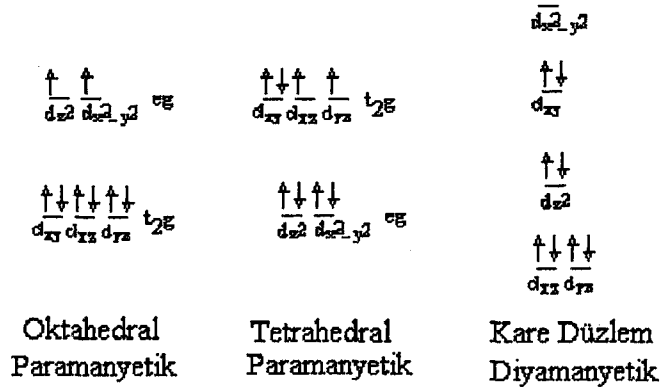 dx2-y2
dz2 dx2-y2 eg
dxy dxz dyz t2g
dxy
dxy dxz dyz t2g
dz2 dx2-y2 eg
dz2
dxz dyz
Oktahedral
Paramanyetik
Tetrahedral
Paramanyetik
Kare Düzlem
Diyamanyetik